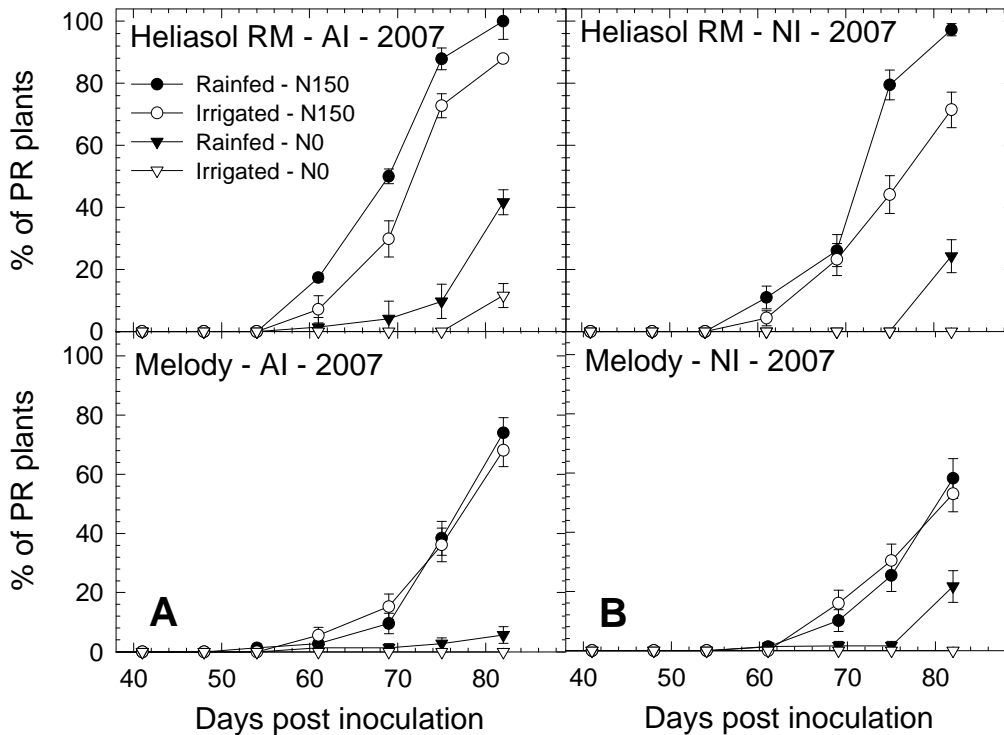 Heliasol RM - AI - 2007
Heliasol RM - NI - 2007
Rainfed - N150
Irrigated - N150
Rainfed - N0
Irrigated - N0
% of PR plants
100
80
60
40
20
0
Melody - AI - 2007
Melody - NI - 2007
% of PR plants
100
80
60
40
20
0
A
B
40 50 60 70 80
40 50 60 70 80
Days post inoculation
Days post inoculation